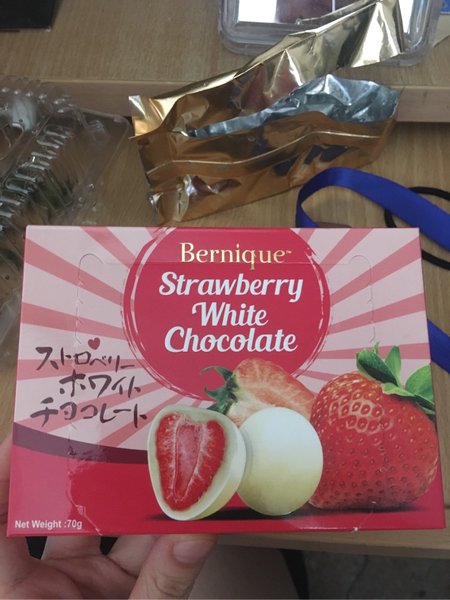 Bernique™
Strawberry
White
Chocolate
ストロベリー
ホワイト
チョコレート
Net Weight :70g